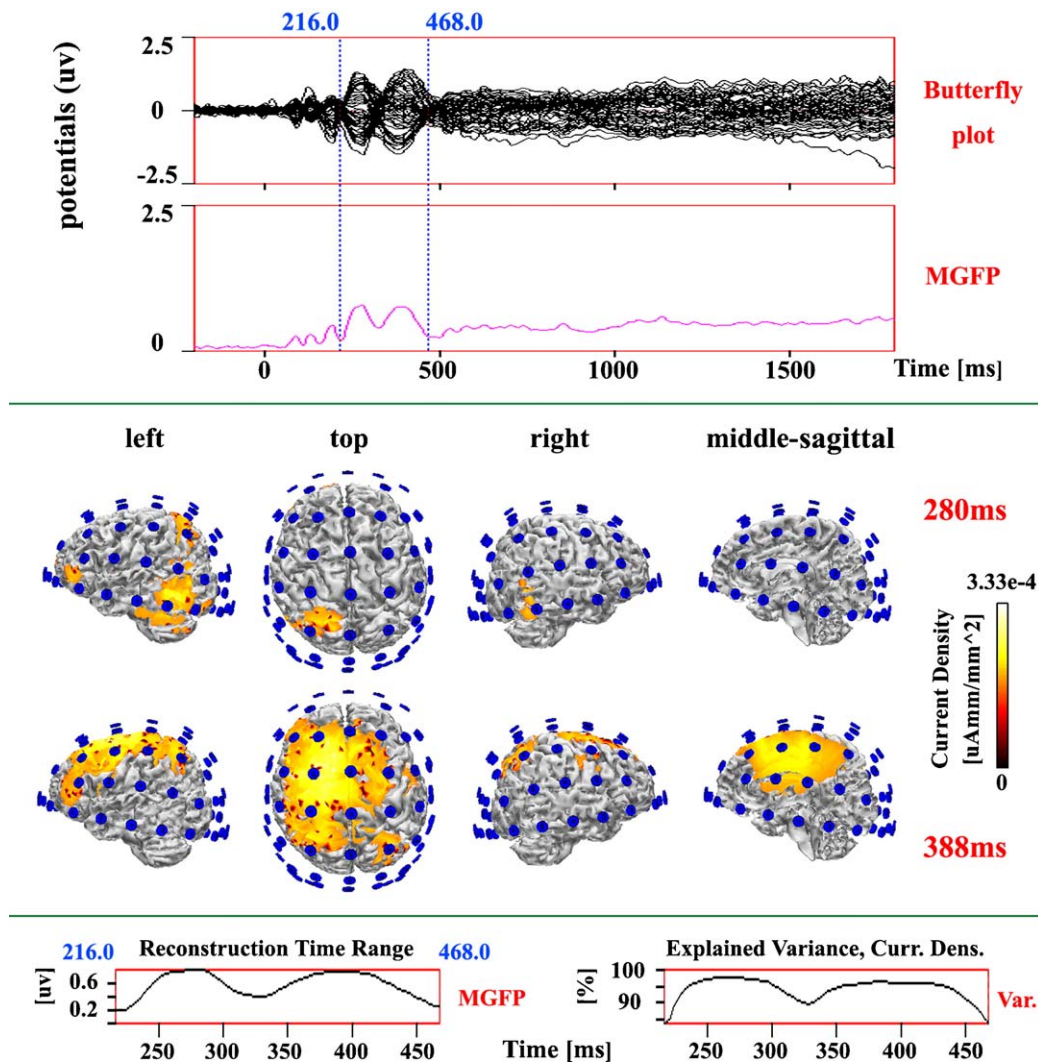 216.0 468.0
potentials (uv)
2.5
0
-2.5
Butterfly
plot
2.5
0
MGFP
0 500 1000 1500 Time [ms]
left top right middle-sagittal
280ms
3.33e-4
Current Density
[uAmm/mm^2]
0
388ms
216.0 Reconstruction Time Range 468.0
[uv]
0.6
0.2
MGFP
250 300 350 400 450
Time [ms]
Explained Variance, Curr. Dens.
[%]
100
90
Var.
250 300 350 400 450